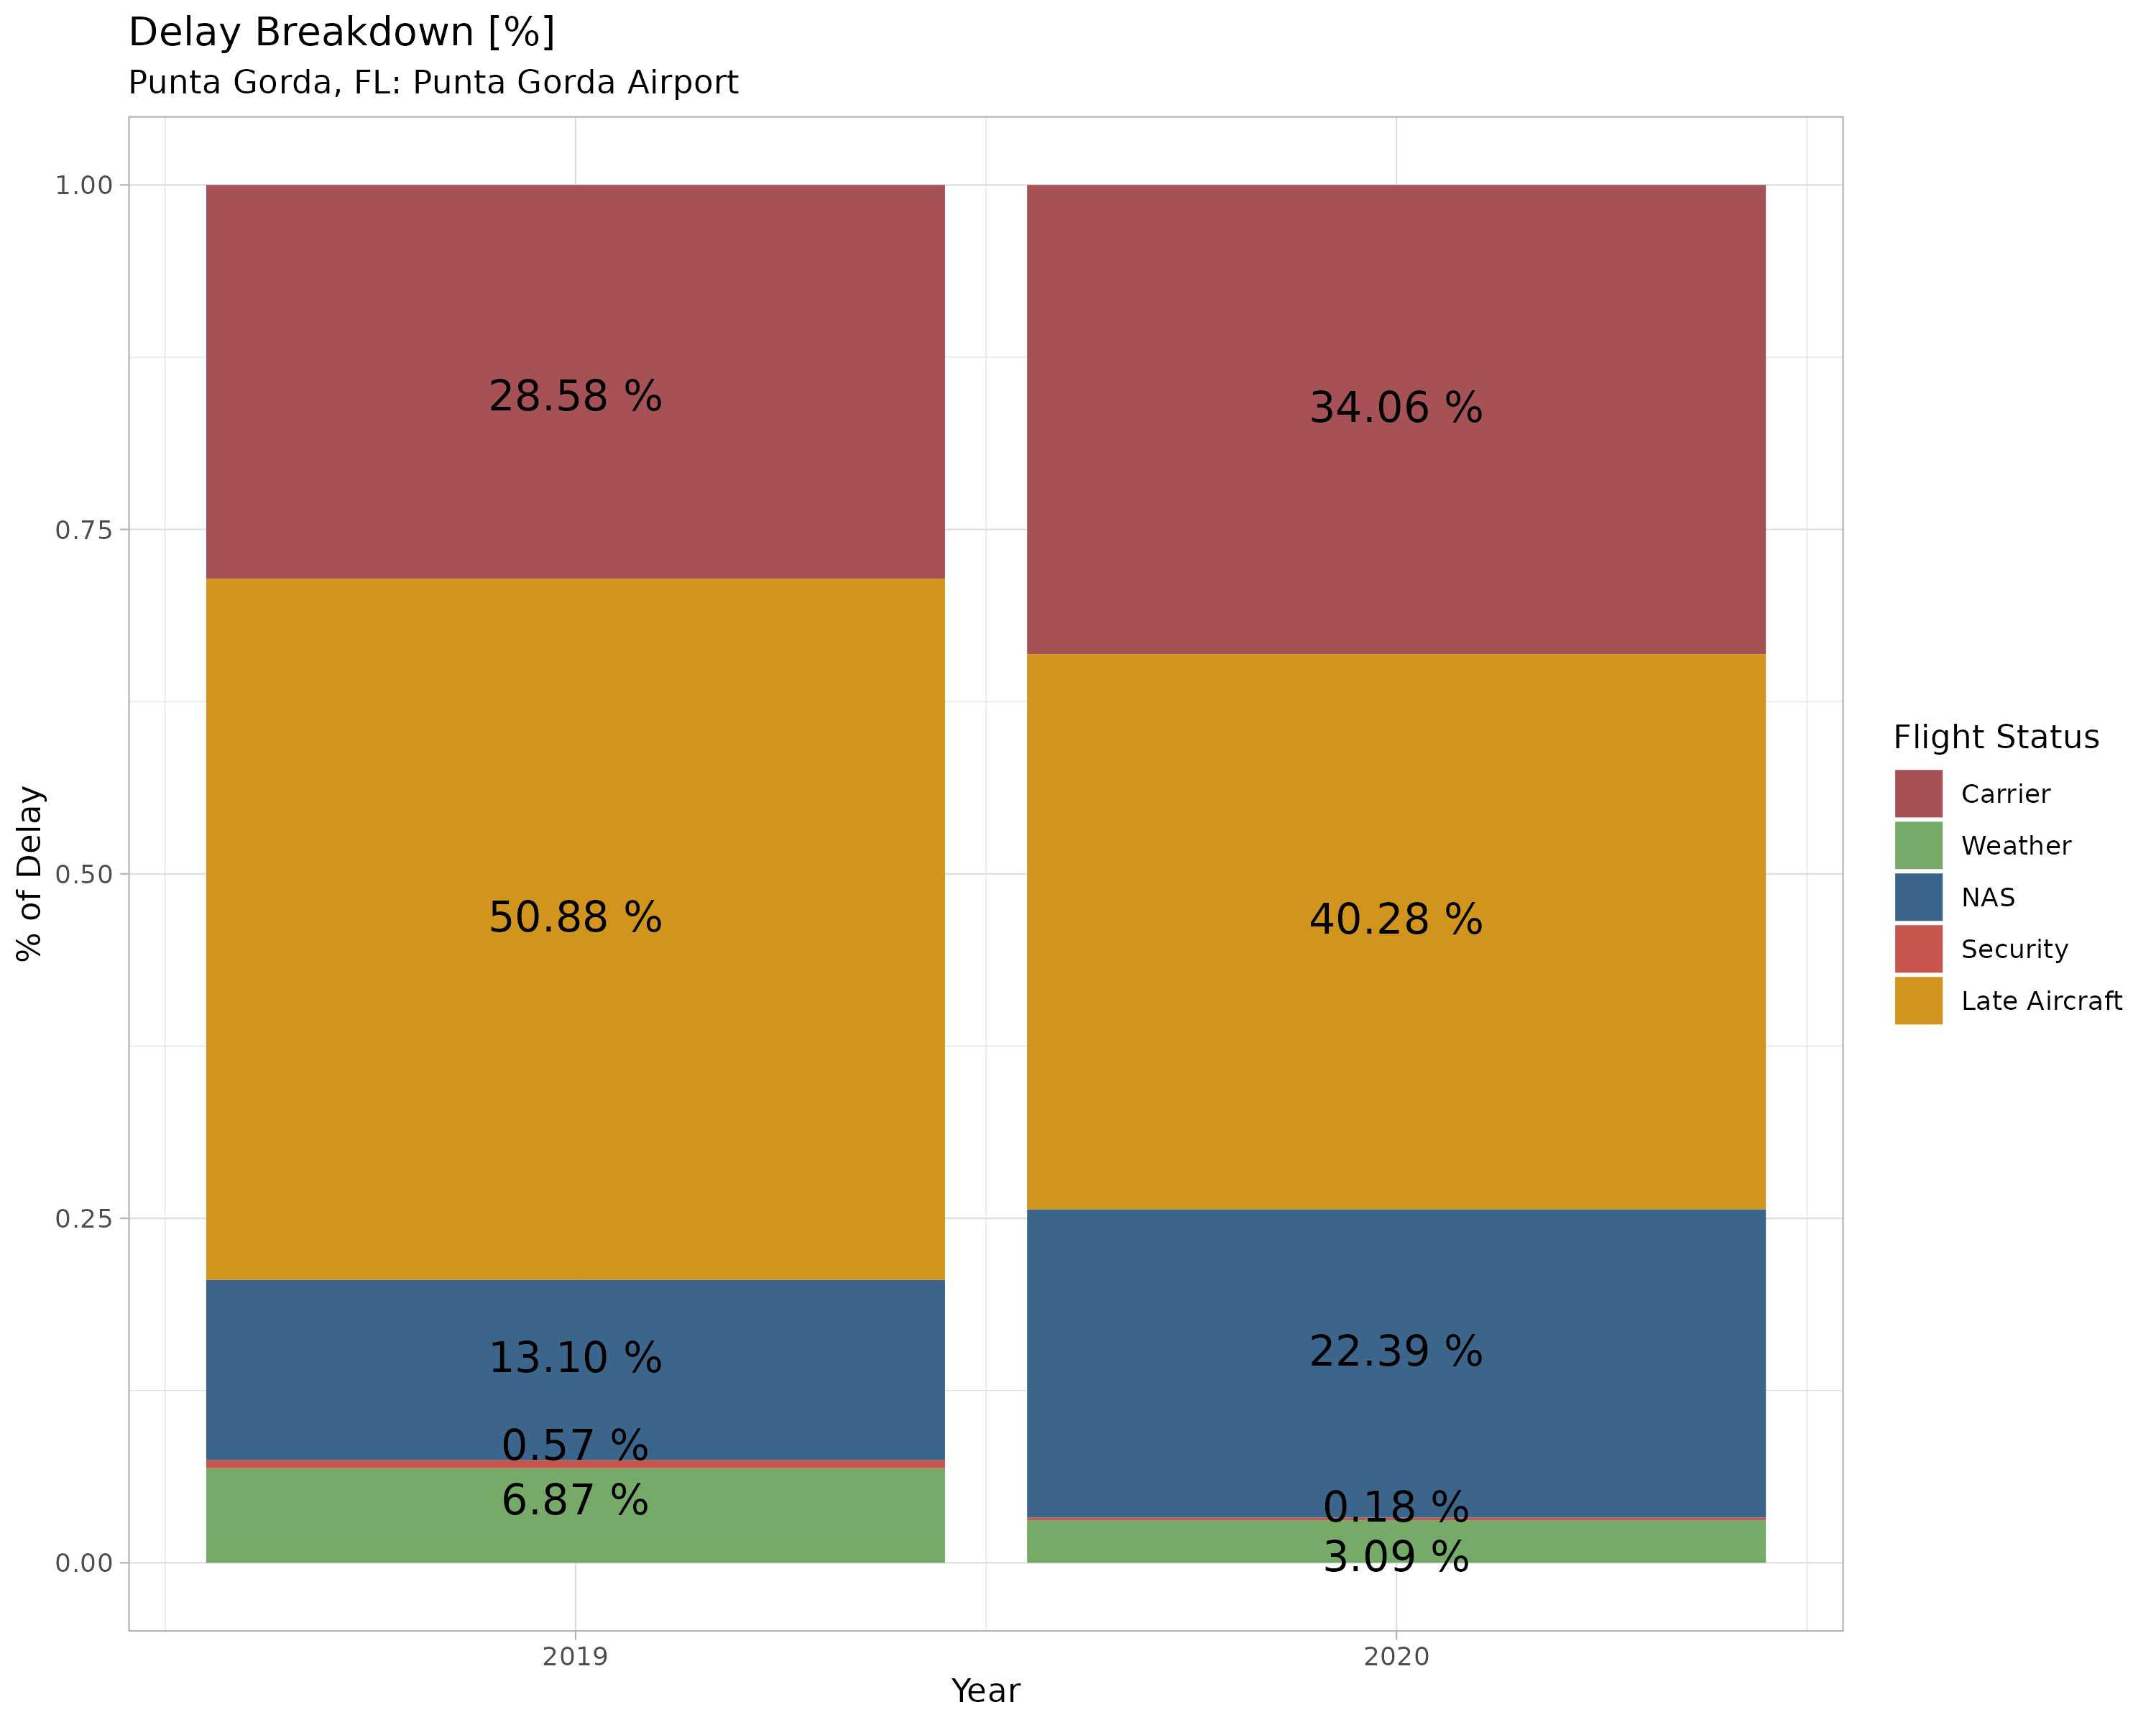 Delay Breakdown [%]
Punta Gorda, FL: Punta Gorda Airport
% of Delay
1.00
0.75
0.50
0.25
0.00
28.58 %
50.88 %
13.10 %
0.57 %
6.87 %
34.06 %
40.28 %
22.39 %
0.18 %
3.09 %
2019
2020
Year
Flight Status
Carrier
Weather
NAS
Security
Late Aircraft